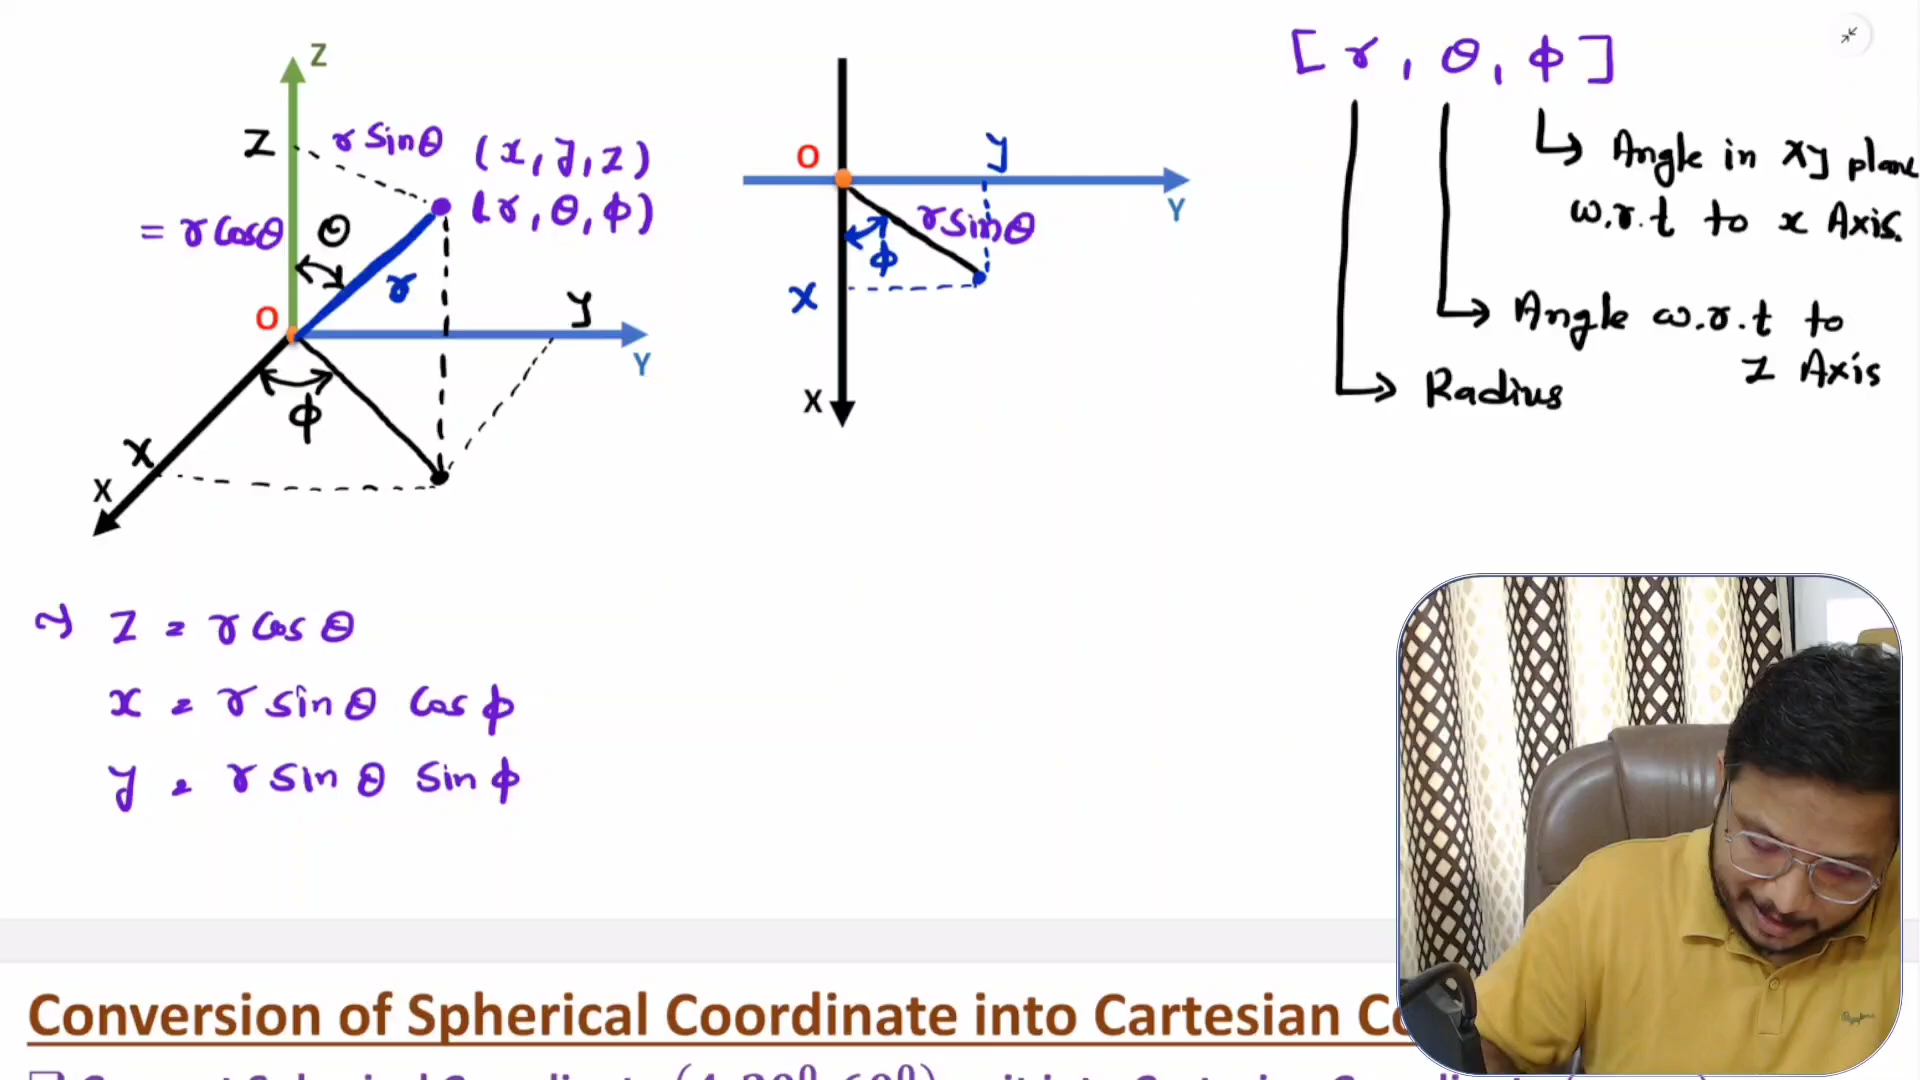 Z
Z
r Sinθ
(x, y, z)
(r, θ, ϕ)
= r Cosθ
θ
r
O
y
Y
ϕ
x
X
O
y
Y
r sinθ
ϕ
x
X
[ r, θ, ϕ ]
Angle in xy plane
w.r.t to x Axis.
Angle w.r.t to
Z Axis
Radius
Z = r Cos θ
x = r sin θ Cos ϕ
y = r sin θ sin ϕ
Conversion of Spherical Coordinate into Cartesian